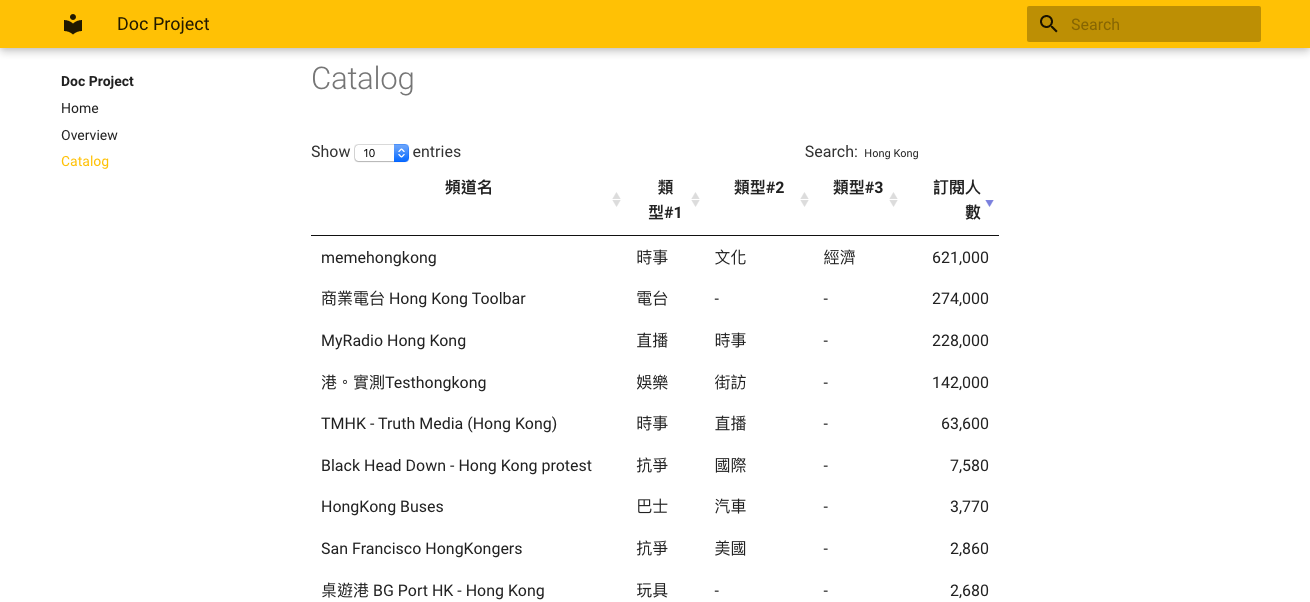 Doc Project
Search
Doc Project
Home
Overview
Catalog
Catalog
Show 10 entries
Search: Hong Kong
頻道名 類型#1 類型#2 類型#3 訂閱人數
memehongkong 時事 文化 經濟 621,000
商業電台 Hong Kong Toolbar 電台 - - 274,000
MyRadio Hong Kong 直播 時事 - 228,000
港。實測Testhongkong 娛樂 街訪 - 142,000
TMHK - Truth Media (Hong Kong) 時事 直播 - 63,600
Black Head Down - Hong Kong protest 抗爭 國際 - 7,580
HongKong Buses 巴士 汽車 - 3,770
San Francisco HongKongers 抗爭 美國 - 2,860
桌遊港 BG Port HK - Hong Kong 玩具 - - 2,680